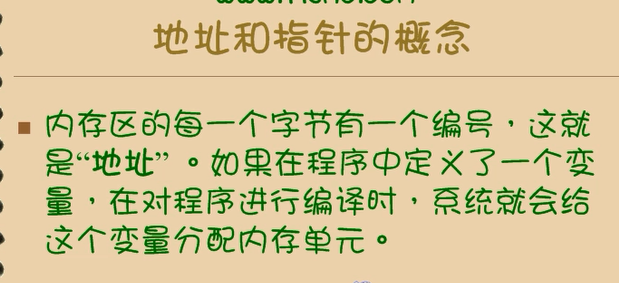 地址和指针的概念
内存区的每一个字节有一个编号，这就
是“地址”。如果在程序中定义了一个变
量，在对程序进行编译时，系统就会给
这个变量分配内存单元。